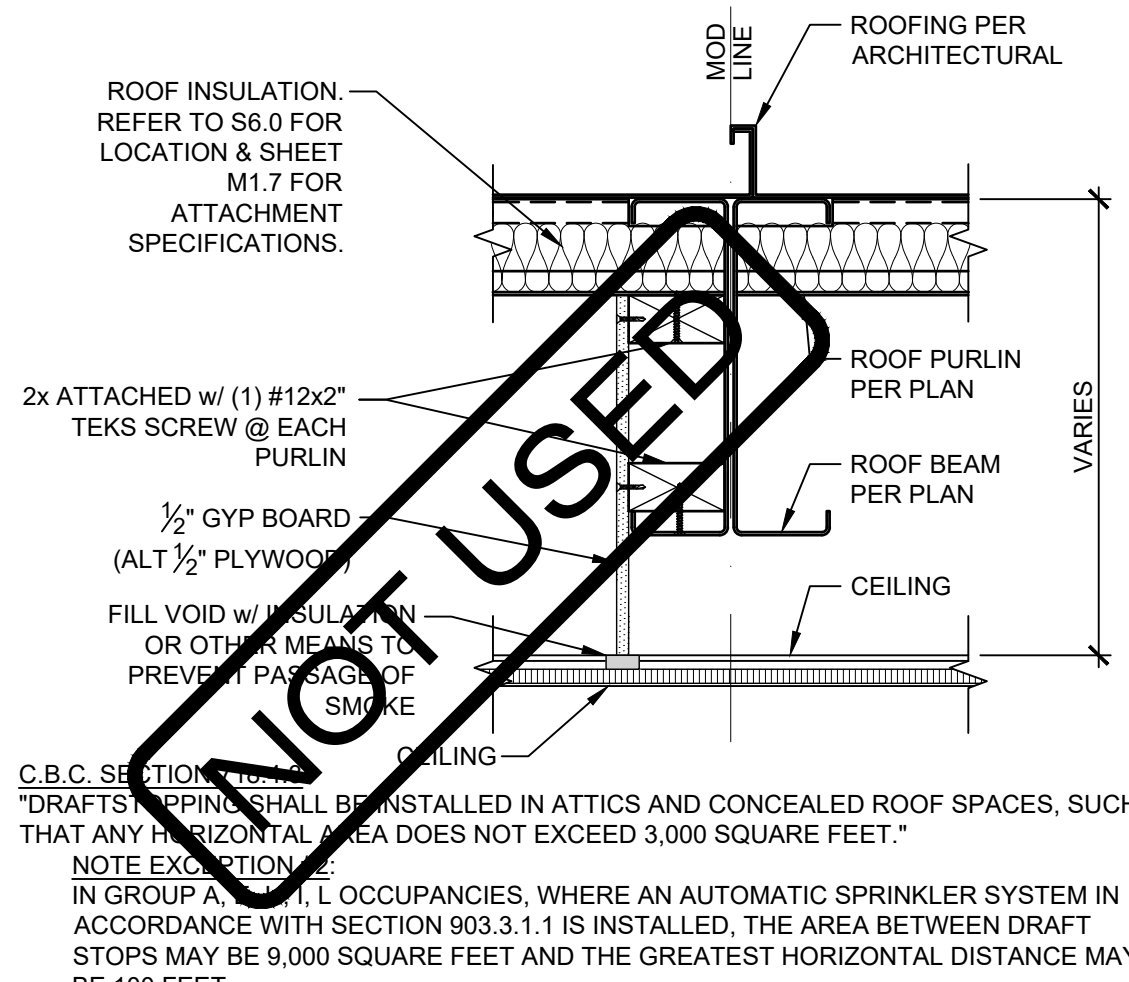 MOD
LINE
ROOFING PER
ARCHITECTURAL
ROOF INSULATION.
REFER TO S6.0 FOR
LOCATION & SHEET
M1.7 FOR
ATTACHMENT
SPECIFICATIONS.
2x ATTACHED w/ (1) #12x2"
TEKS SCREW @ EACH
PURLIN
ROOF PURLIN
PER PLAN
VARIES
ROOF BEAM
PER PLAN
½" GYP BOARD
(ALT ½" PLYWOOD)
CEILING
FILL VOID w/ INSULATION
OR OTHER MEANS TO
PREVENT PASSAGE OF
SMOKE
CEILING
NOT USED
C.B.C. SECTION
"DRAFTSTOPPING SHALL BE INSTALLED IN ATTICS AND CONCEALED ROOF SPACES, SUCH
THAT ANY HORIZONTAL AREA DOES NOT EXCEED 3,000 SQUARE FEET."
NOTE EXCEPTION #2:
IN GROUP A, I, L OCCUPANCIES, WHERE AN AUTOMATIC SPRINKLER SYSTEM IN
ACCORDANCE WITH SECTION 903.3.1.1 IS INSTALLED, THE AREA BETWEEN DRAFT
STOPS MAY BE 9,000 SQUARE FEET AND THE GREATEST HORIZONTAL DISTANCE MAY
BE 100 FEET